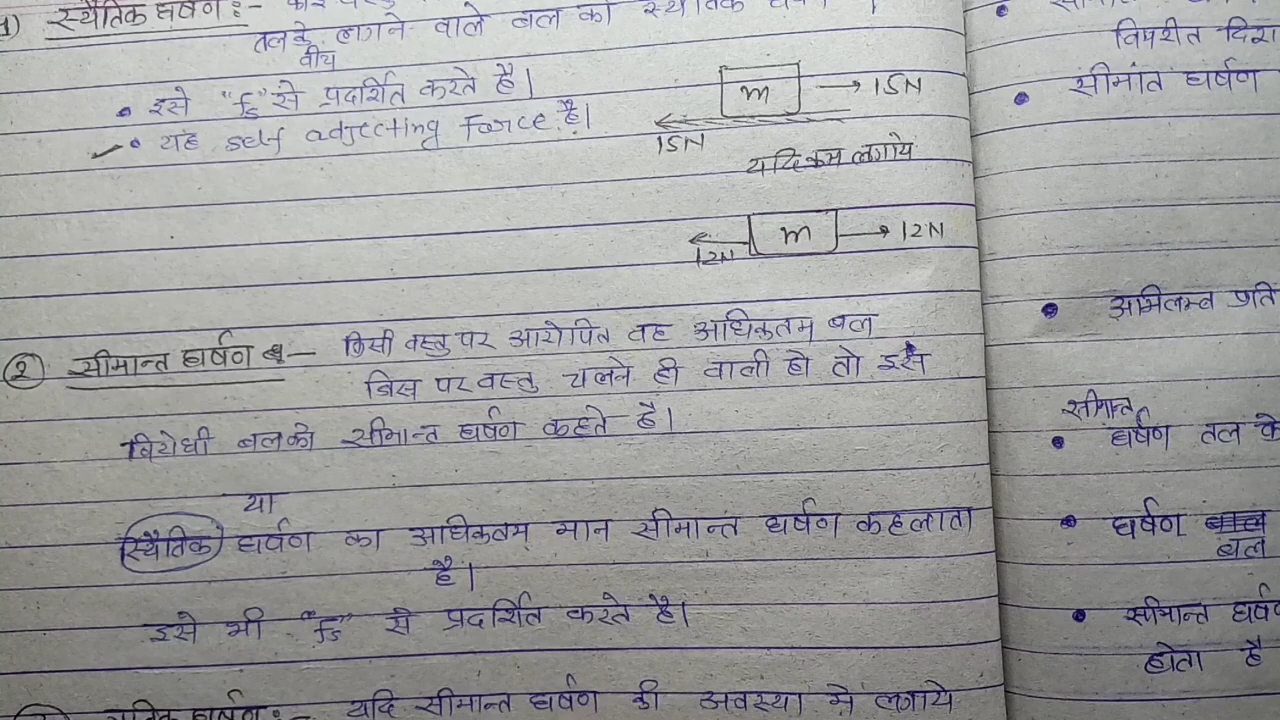 1) स्थैतिक घर्षण :-
तल के लगने वाले बल को स्थैतिक
बीच
• इसे "fs" से प्रदर्शित करते है।
• यह self adjecting Force है।
m → 15N
15N
यदि कम लगाये
m → 12N
12N
② सीमान्त घर्षण :- किसी वस्तु पर आरोपित वह अधिकतम बल
जिस पर वस्तु चलने ही वाली हो तो इस
विरोधी बल को सीमान्त घर्षण कहते है।
या
स्थैतिक घर्षण का अधिकतम मान सीमान्त घर्षण कहलाता
है।
इसे भी "fs" से प्रदर्शित करते है।
घर्षण :- यदि सीमान्त घर्षण की अवस्था मे लगाये
विपरीत दिशा
• सीमांत घर्षण
• अभिलम्ब प्रति
सीमान्त
• घर्षण तल के
• घर्षण
बल
• सीमान्त घर्षण
होता है